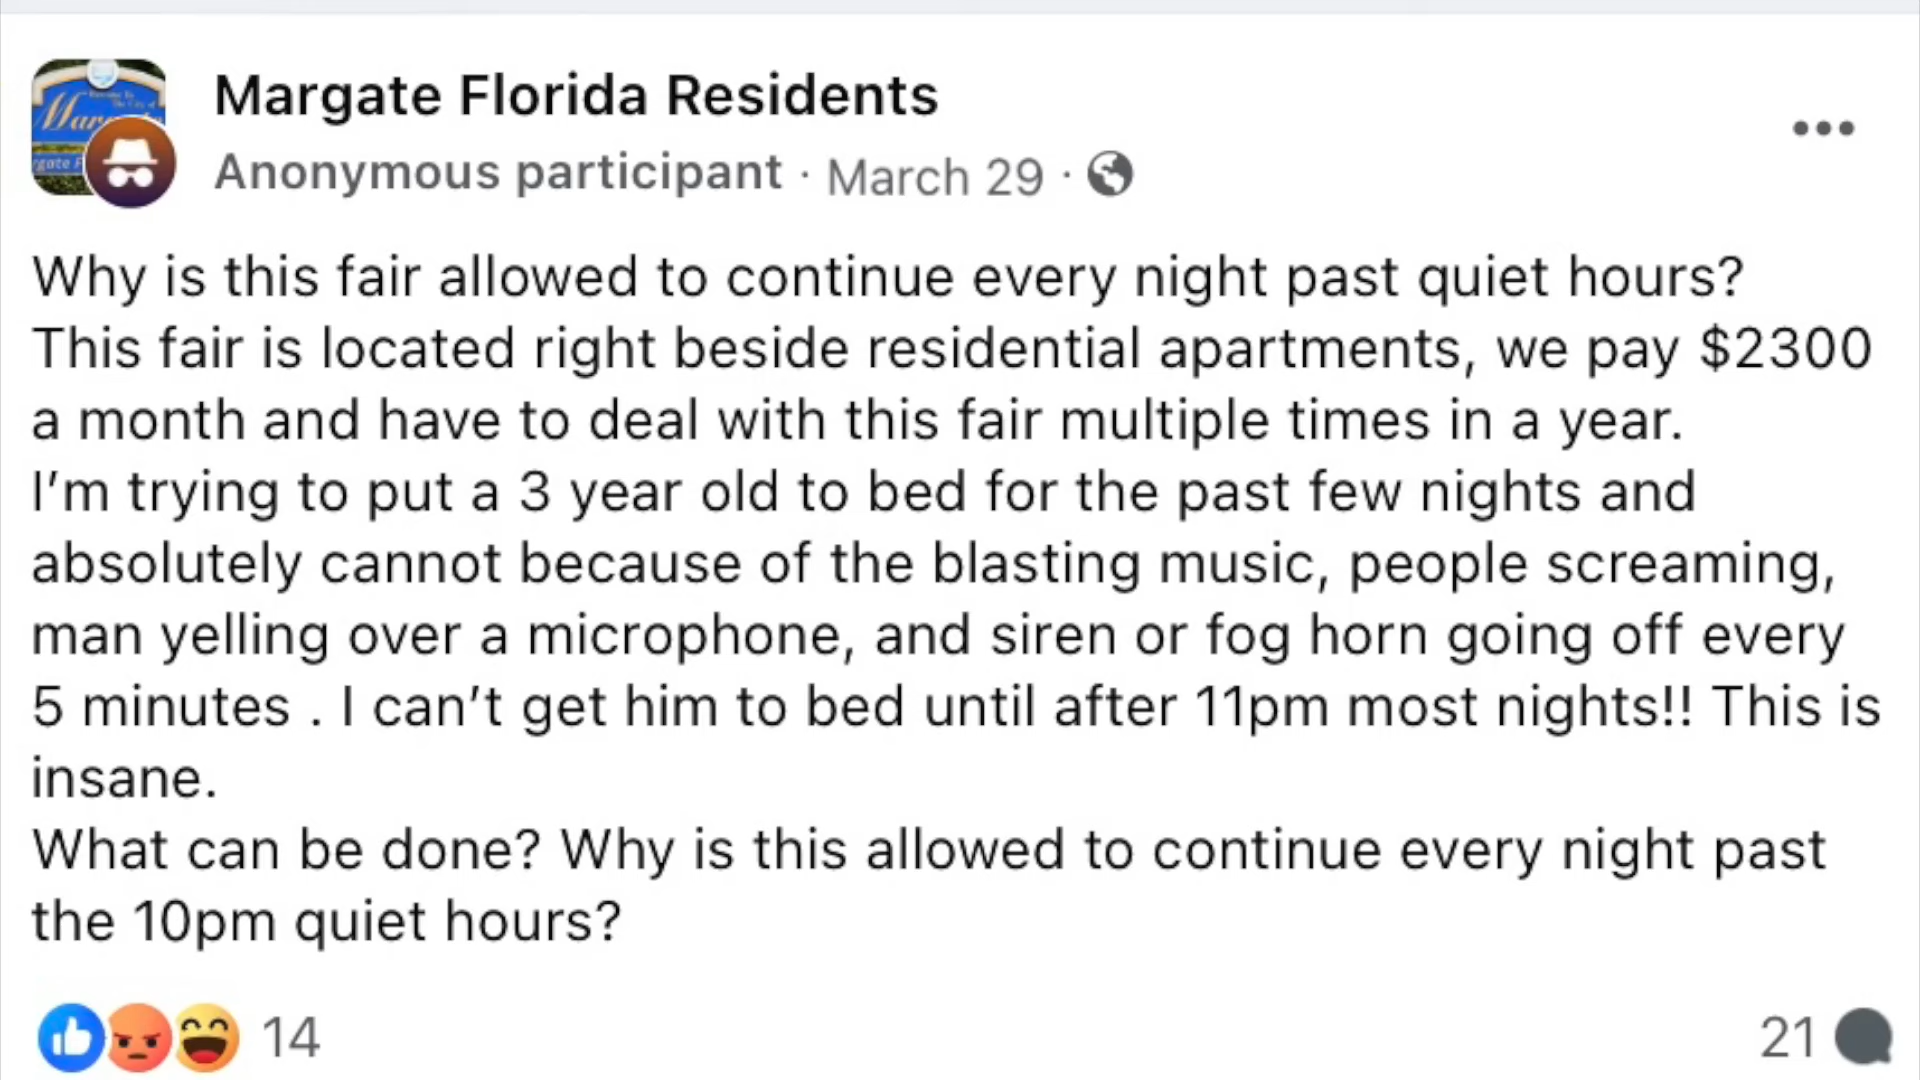 Margate Florida Residents
Anonymous participant · March 29 ·
Why is this fair allowed to continue every night past quiet hours?
This fair is located right beside residential apartments, we pay $2300
a month and have to deal with this fair multiple times in a year.
I’m trying to put a 3 year old to bed for the past few nights and
absolutely cannot because of the blasting music, people screaming,
man yelling over a microphone, and siren or fog horn going off every
5 minutes . I can’t get him to bed until after 11pm most nights!! This is
insane.
What can be done? Why is this allowed to continue every night past
the 10pm quiet hours?
14
21